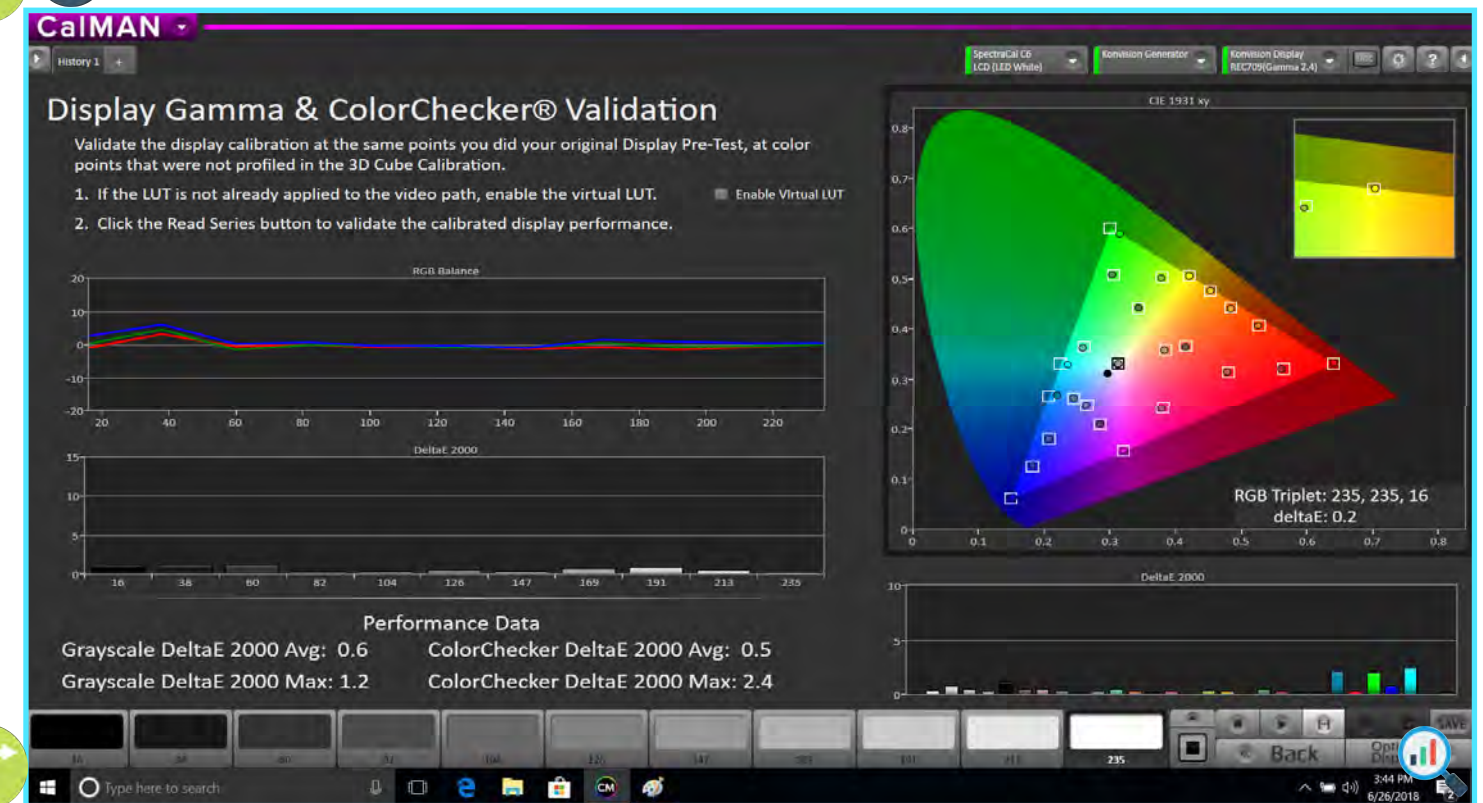 CalMAN
History 1 +
SpectraCal C6
LCD (LED White)
Konvision Generator
Konvision Display
REC709(Gamma 2,4)
?
Display Gamma & ColorChecker® Validation
Validate the display calibration at the same points you did your original Display Pre-Test, at color
points that were not profiled in the 3D Cube Calibration.
1. If the LUT is not already applied to the video path, enable the virtual LUT.
Enable Virtual LUT
2. Click the Read Series button to validate the calibrated display performance.
RGB Balance
20
10
0
-10
-20
20 40 60 80 100 120 140 160 180 200 220
DeltaE 2000
15
10
5
0
16 38 60 82 104 126 147 169 191 213 235
Performance Data
Grayscale DeltaE 2000 Avg: 0.6
ColorChecker DeltaE 2000 Avg: 0.5
Grayscale DeltaE 2000 Max: 1.2
ColorChecker DeltaE 2000 Max: 2.4
CIE 1931 xy
0.8
0.7
0.6
0.5
0.4
0.3
0.2
0.1
0
0 0.1 0.2 0.3 0.4 0.5 0.6 0.7 0.8
RGB Triplet: 235, 235, 16
deltaE: 0.2
DeltaE 2000
10
5
0
235
SAVE
Back
Type here to search
CM
3:44 PM
6/26/2018
2